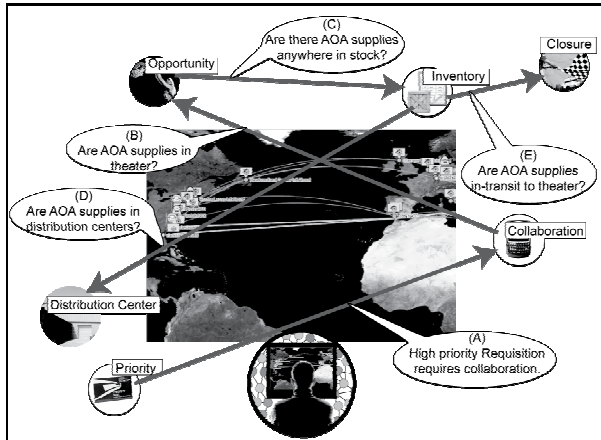 (C)
Are there AOA supplies
anywhere in stock?
Closure
Opportunity
Inventory
(B)
Are AOA supplies in
theater?
(E)
Are AOA supplies
in-transit to theater?
(D)
Are AOA supplies in
distribution centers?
Collaboration
Distribution Center
(A)
High priority Requisition
requires collaboration.
Priority